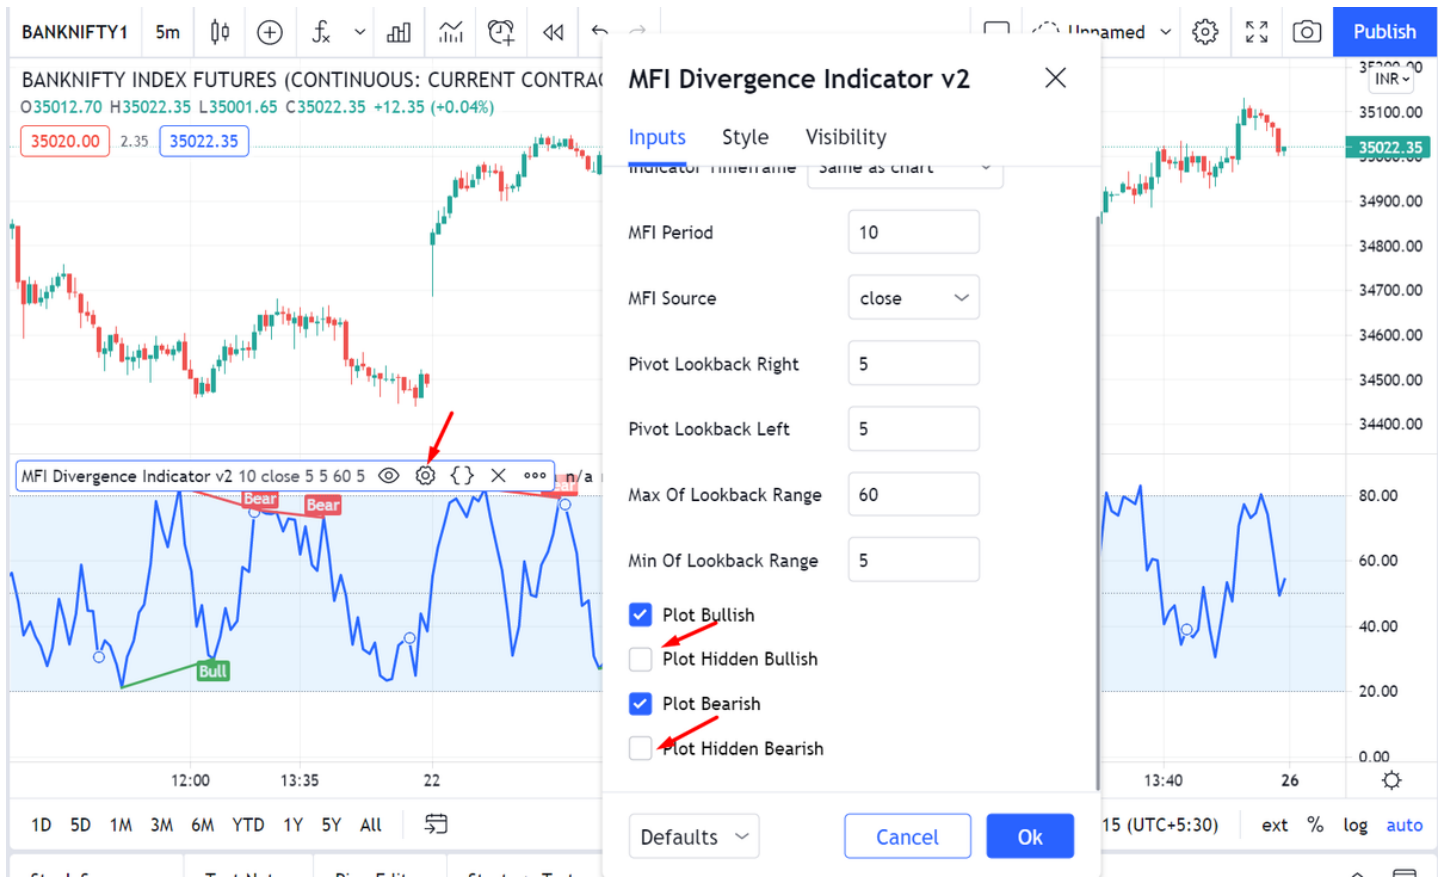 BANKNIFTY1 5m Unnamed Publish
BANKNIFTY INDEX FUTURES (CONTINUOUS: CURRENT CONTRAC
O35012.70 H35022.35 L35001.65 C35022.35 +12.35 (+0.04%)
35020.00 2.35 35022.35
INR
35100.00
35022.35
34900.00
34800.00
34700.00
34600.00
34500.00
34400.00
MFI Divergence Indicator v2
Inputs Style Visibility
Indicator Timeframe Same as chart
MFI Period 10
MFI Source close
Pivot Lookback Right 5
Pivot Lookback Left 5
Max Of Lookback Range 60
Min Of Lookback Range 5
Plot Bullish
Plot Hidden Bullish
Plot Bearish
Plot Hidden Bearish
Defaults Cancel Ok
MFI Divergence Indicator v2 10 close 5 5 60 5 n/a
Bear
Bear
Bear
Bull
80.00
60.00
40.00
20.00
0.00
12:00 13:35 22 13:40 26
1D 5D 1M 3M 6M YTD 1Y 5Y All 15 (UTC+5:30) ext % log auto